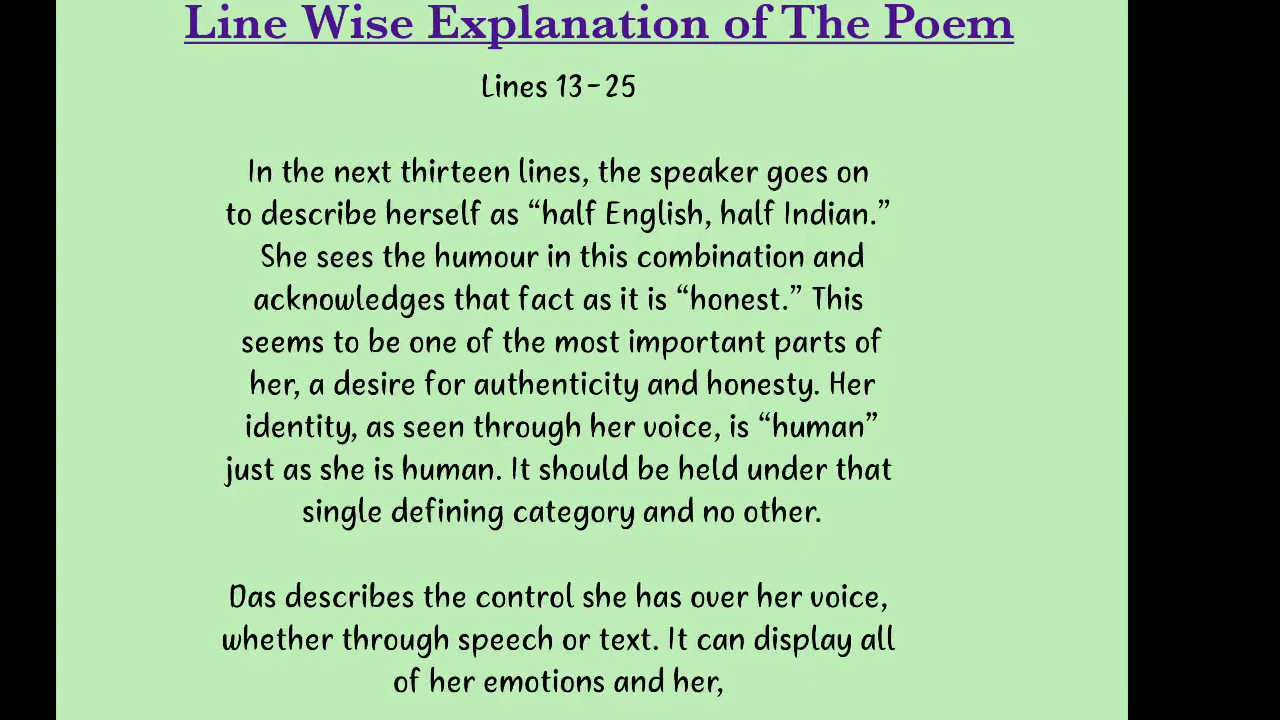 Line Wise Explanation of The Poem
Lines 13-25
In the next thirteen lines, the speaker goes on
to describe herself as “half English, half Indian.”
She sees the humour in this combination and
acknowledges that fact as it is “honest.” This
seems to be one of the most important parts of
her, a desire for authenticity and honesty. Her
identity, as seen through her voice, is “human”
just as she is human. It should be held under that
single defining category and no other.
Das describes the control she has over her voice,
whether through speech or text. It can display all
of her emotions and her,